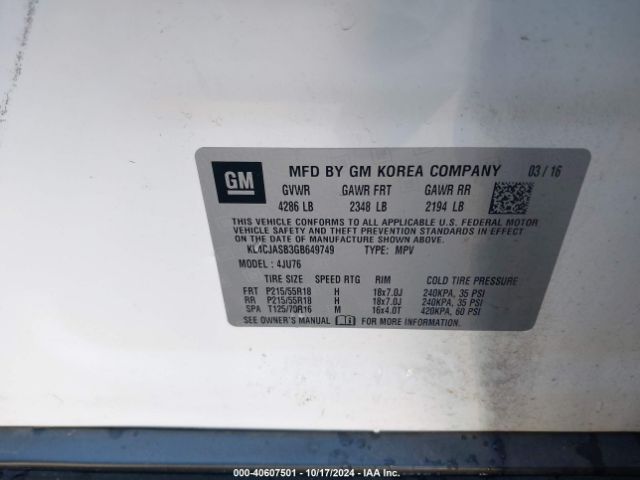 GM
MFD BY GM KOREA COMPANY 03/16
GVWR GAWR FRT GAWR RR
4286 LB 2348 LB 2194 LB
THIS VEHICLE CONFORMS TO ALL APPLICABLE U.S. FEDERAL MOTOR
VEHICLE SAFETY, BUMPER, AND THEFT PREVENTION STANDARDS IN
EFFECT ON THE DATE OF MANUFACTURE SHOWN ABOVE.
KL4CJASB3GB649749 TYPE: MPV
MODEL : 4JU76
TIRE SIZE SPEED RTG RIM COLD TIRE PRESSURE
FRT P215/55R18 H 18x7.0J 240KPA, 35 PSI
RR P215/55R18 H 18x7.0J 240KPA, 35 PSI
SPA T125/70R16 M 16x4.0T 420KPA, 60 PSI
SEE OWNER'S MANUAL FOR MORE INFORMATION.
000-40607501 - 10/17/2024 - IAA Inc.